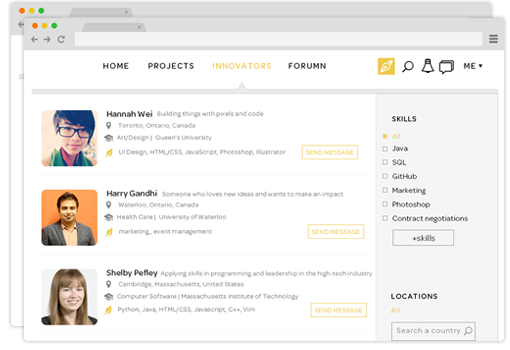 HOME PROJECTS INNOVATORS FORUMN ME
Hannah Wei Building things with pixels and code
Toronto, Ontario, Canada
Art/Design | Queen's University
UI Design, HTML/CSS, JavaScript, Photoshop, Illustrator SEND MESSAGE
Harry Gandhi Someone who loves new ideas and wants to make an impact
Waterloo, Ontario, Canada
Health Care | University of Waterloo
marketing,, event management SEND MESSAGE
Shelby Pefley Applying skills in programming and leadership in the high-tech industry
Cambridge, Massachusetts, United States
Computer Software | Massachusetts Institute of Technology
Python, Java, HTML/CSS, Javascript, C++, Vim SEND MESSAGE
SKILLS
All
Java
SQL
GitHub
Marketing
Photoshop
Contract negotiations
+skills
LOCATIONS
All
Search a country